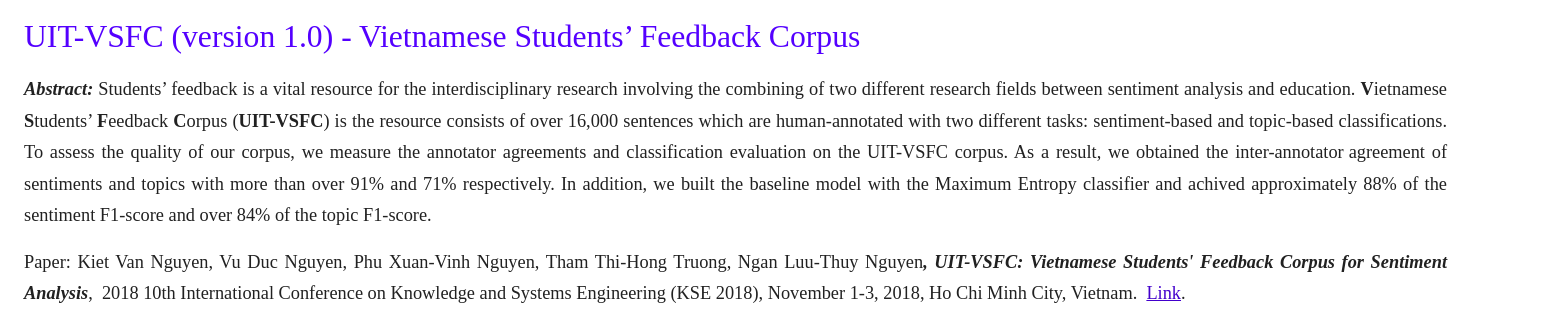 UIT-VSFC (version 1.0) - Vietnamese Students’ Feedback Corpus
Abstract: Students’ feedback is a vital resource for the interdisciplinary research involving the combining of two different research fields between sentiment analysis and education. Vietnamese
Students’ Feedback Corpus (UIT-VSFC) is the resource consists of over 16,000 sentences which are human-annotated with two different tasks: sentiment-based and topic-based classifications.
To assess the quality of our corpus, we measure the annotator agreements and classification evaluation on the UIT-VSFC corpus. As a result, we obtained the inter-annotator agreement of
sentiments and topics with more than over 91% and 71% respectively. In addition, we built the baseline model with the Maximum Entropy classifier and achived approximately 88% of the
sentiment F1-score and over 84% of the topic F1-score.
Paper: Kiet Van Nguyen, Vu Duc Nguyen, Phu Xuan-Vinh Nguyen, Tham Thi-Hong Truong, Ngan Luu-Thuy Nguyen, UIT-VSFC: Vietnamese Students' Feedback Corpus for Sentiment
Analysis, 2018 10th International Conference on Knowledge and Systems Engineering (KSE 2018), November 1-3, 2018, Ho Chi Minh City, Vietnam. Link.